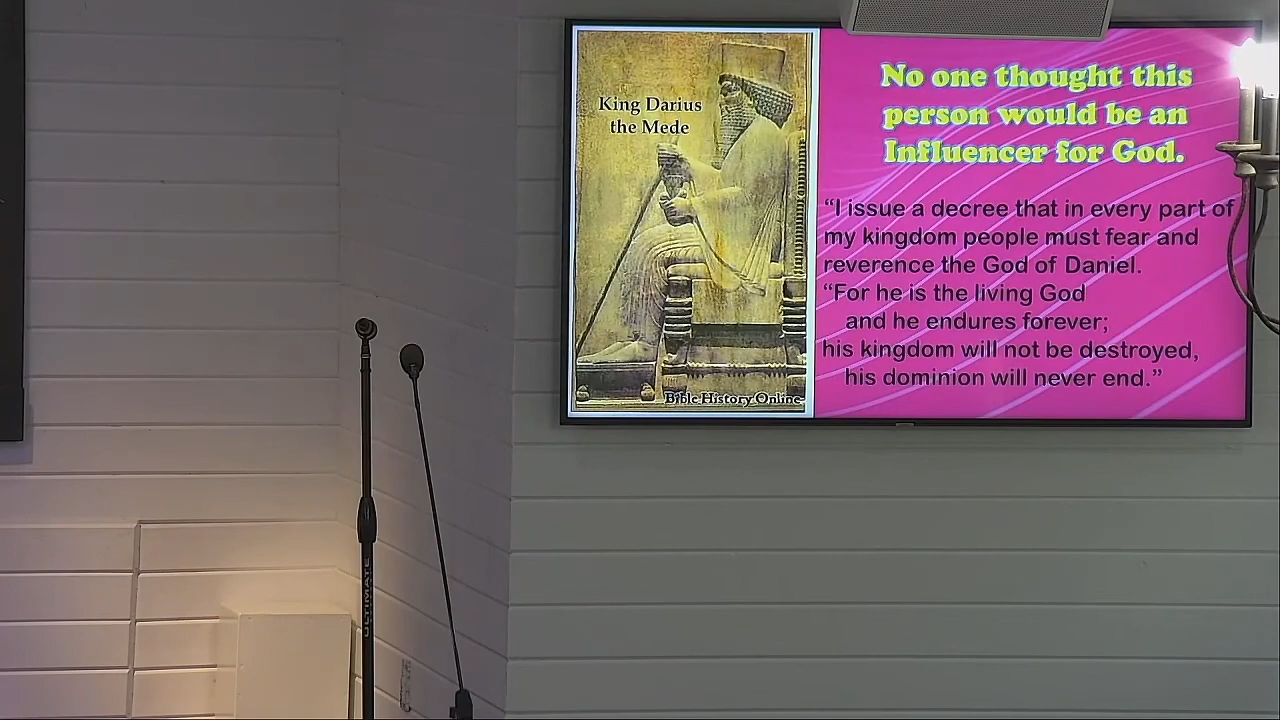 King Darius
the Mede
Bible History Online
No one thought this
person would be an
Influencer for God.
“I issue a decree that in every part of
my kingdom people must fear and
reverence the God of Daniel.
“For he is the living God
and he endures forever;
his kingdom will not be destroyed,
his dominion will never end.”
ULTIMATE